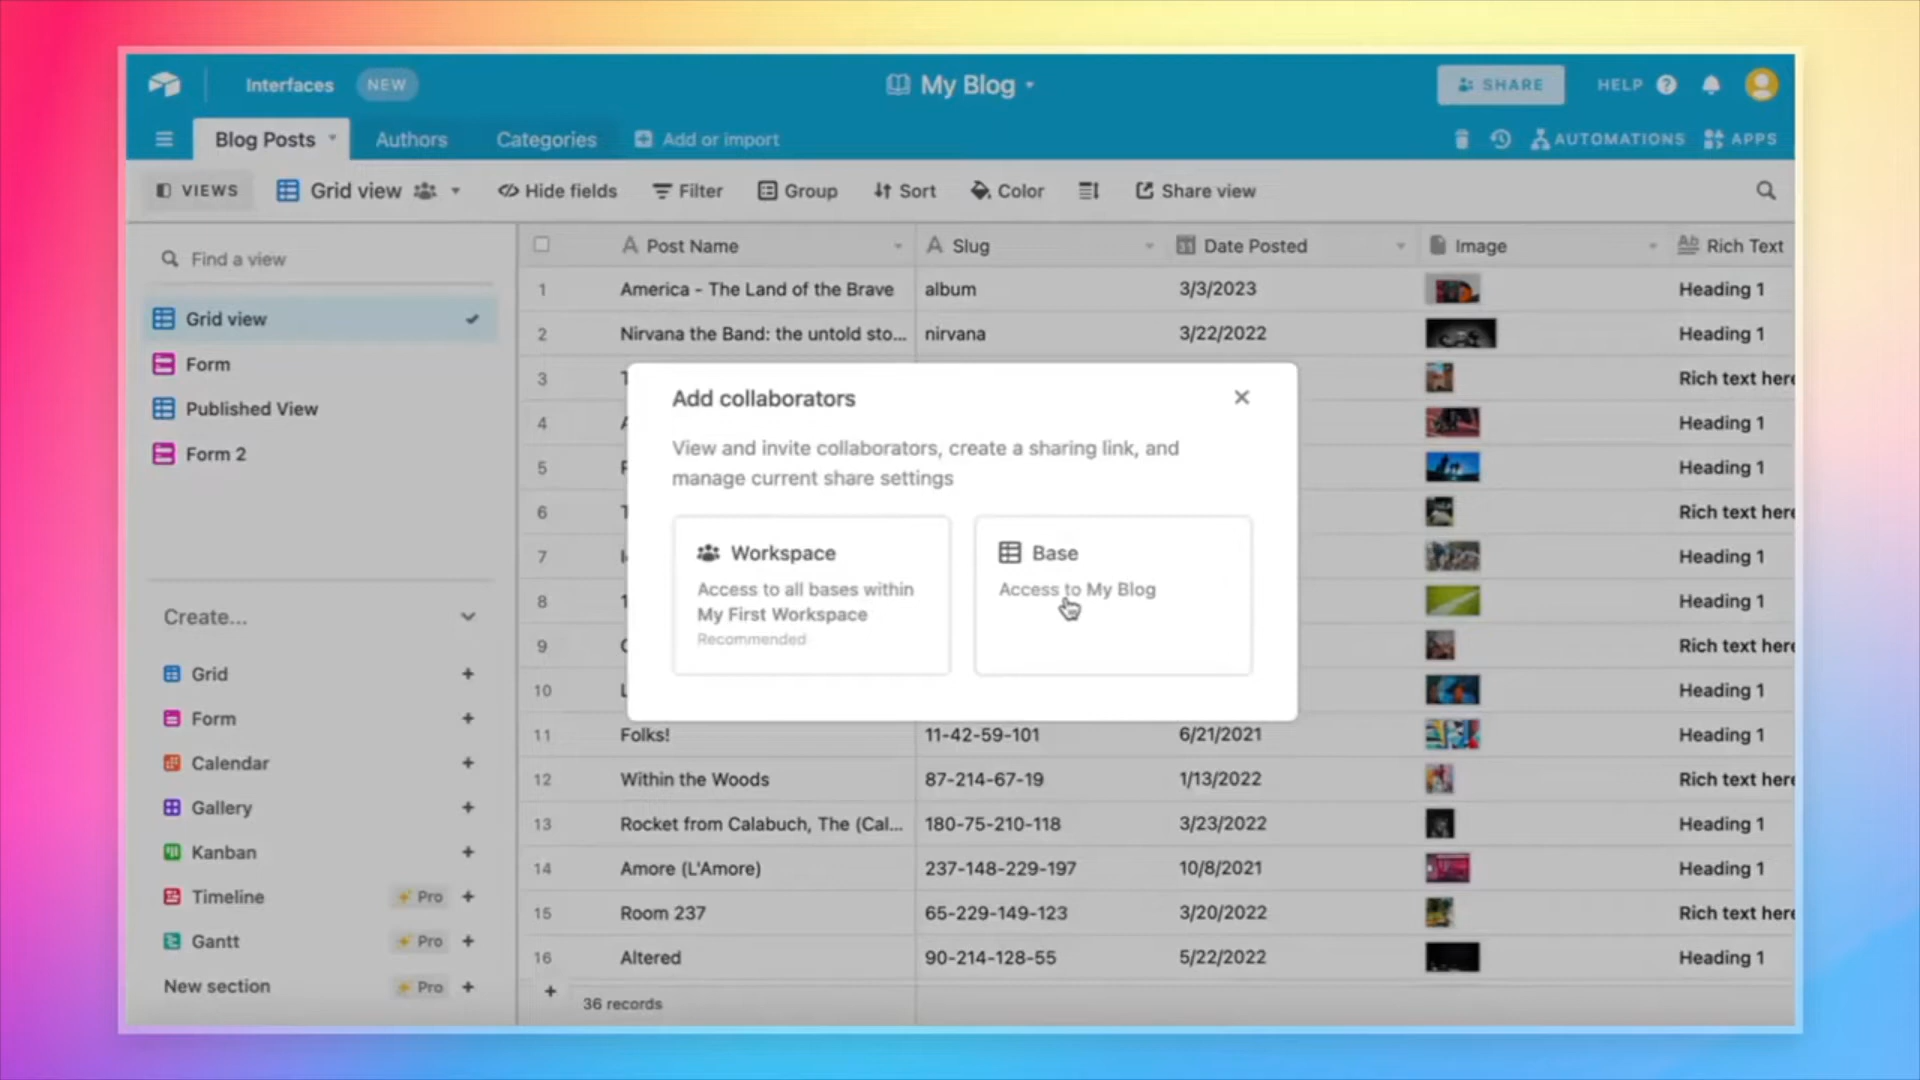 Interfaces NEW My Blog SHARE HELP ?
Blog Posts Authors Categories Add or import AUTOMATIONS APPS
VIEWS Grid view Hide fields Filter Group Sort Color Share view
Find a view
Grid view
Form
Published View
Form 2
Create...
Grid
Form
Calendar
Gallery
Kanban
Timeline Pro
Gantt Pro
New section Pro
Post Name Slug Date Posted Image Rich Text
1 America - The Land of the Brave album 3/3/2023 Heading 1
2 Nirvana the Band: the untold sto... nirvana 3/22/2022 Heading 1
3 Rich text here
4 Heading 1
5 Heading 1
6 Rich text here
7 Heading 1
8 Heading 1
9 Rich text here
10 Heading 1
11 Folks! 11-42-59-101 6/21/2021 Heading 1
12 Within the Woods 87-214-67-19 1/13/2022 Rich text here
13 Rocket from Calabuch, The (Cal... 180-75-210-118 3/23/2022 Heading 1
14 Amore (L'Amore) 237-148-229-197 10/8/2021 Heading 1
15 Room 237 65-229-149-123 3/20/2022 Rich text here
16 Altered 90-214-128-55 5/22/2022 Heading 1
36 records
Add collaborators
View and invite collaborators, create a sharing link, and
manage current share settings
Workspace
Access to all bases within
My First Workspace
Recommended
Base
Access to My Blog